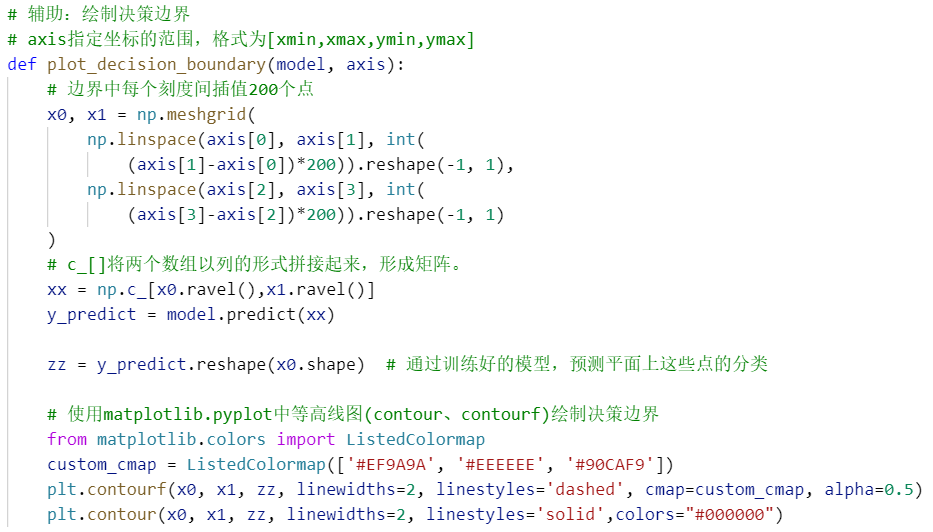 # 辅助：绘制决策边界
# axis指定坐标的范围，格式为[xmin,xmax,ymin,ymax]
def plot_decision_boundary(model, axis):
    # 边界中每个刻度间插值200个点
    x0, x1 = np.meshgrid(
        np.linspace(axis[0], axis[1], int(
            (axis[1]-axis[0])*200)).reshape(-1, 1),
        np.linspace(axis[2], axis[3], int(
            (axis[3]-axis[2])*200)).reshape(-1, 1)
    )
    # c_[]将两个数组以列的形式拼接起来，形成矩阵。
    xx = np.c_[x0.ravel(),x1.ravel()]
    y_predict = model.predict(xx)

    zz = y_predict.reshape(x0.shape)  # 通过训练好的模型，预测平面上这些点的分类

    # 使用matplotlib.pyplot中等高线图(contour、contourf)绘制决策边界
    from matplotlib.colors import ListedColormap
    custom_cmap = ListedColormap(['#EF9A9A', '#EEEEEE', '#90CAF9'])
    plt.contourf(x0, x1, zz, linewidths=2, linestyles='dashed', cmap=custom_cmap, alpha=0.5)
    plt.contour(x0, x1, zz, linewidths=2, linestyles='solid',colors="#000000")